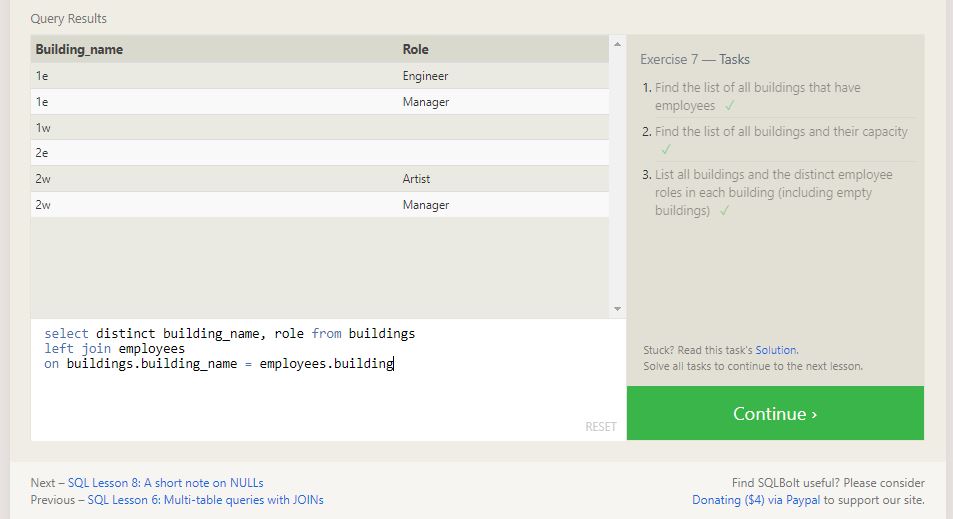 Query Results
Building_name Role
1e Engineer
1e Manager
1w
2e
2w Artist
2w Manager
select distinct building_name, role from buildings
left join employees
on buildings.building_name = employees.building
RESET
Exercise 7 — Tasks
1. Find the list of all buildings that have
employees ✓
2. Find the list of all buildings and their capacity
✓
3. List all buildings and the distinct employee
roles in each building (including empty
buildings) ✓
Stuck? Read this task's Solution.
Solve all tasks to continue to the next lesson.
Continue ›
Next – SQL Lesson 8: A short note on NULLs
Previous – SQL Lesson 6: Multi-table queries with JOINs
Find SQLBolt useful? Please consider
Donating ($4) via Paypal to support our site.